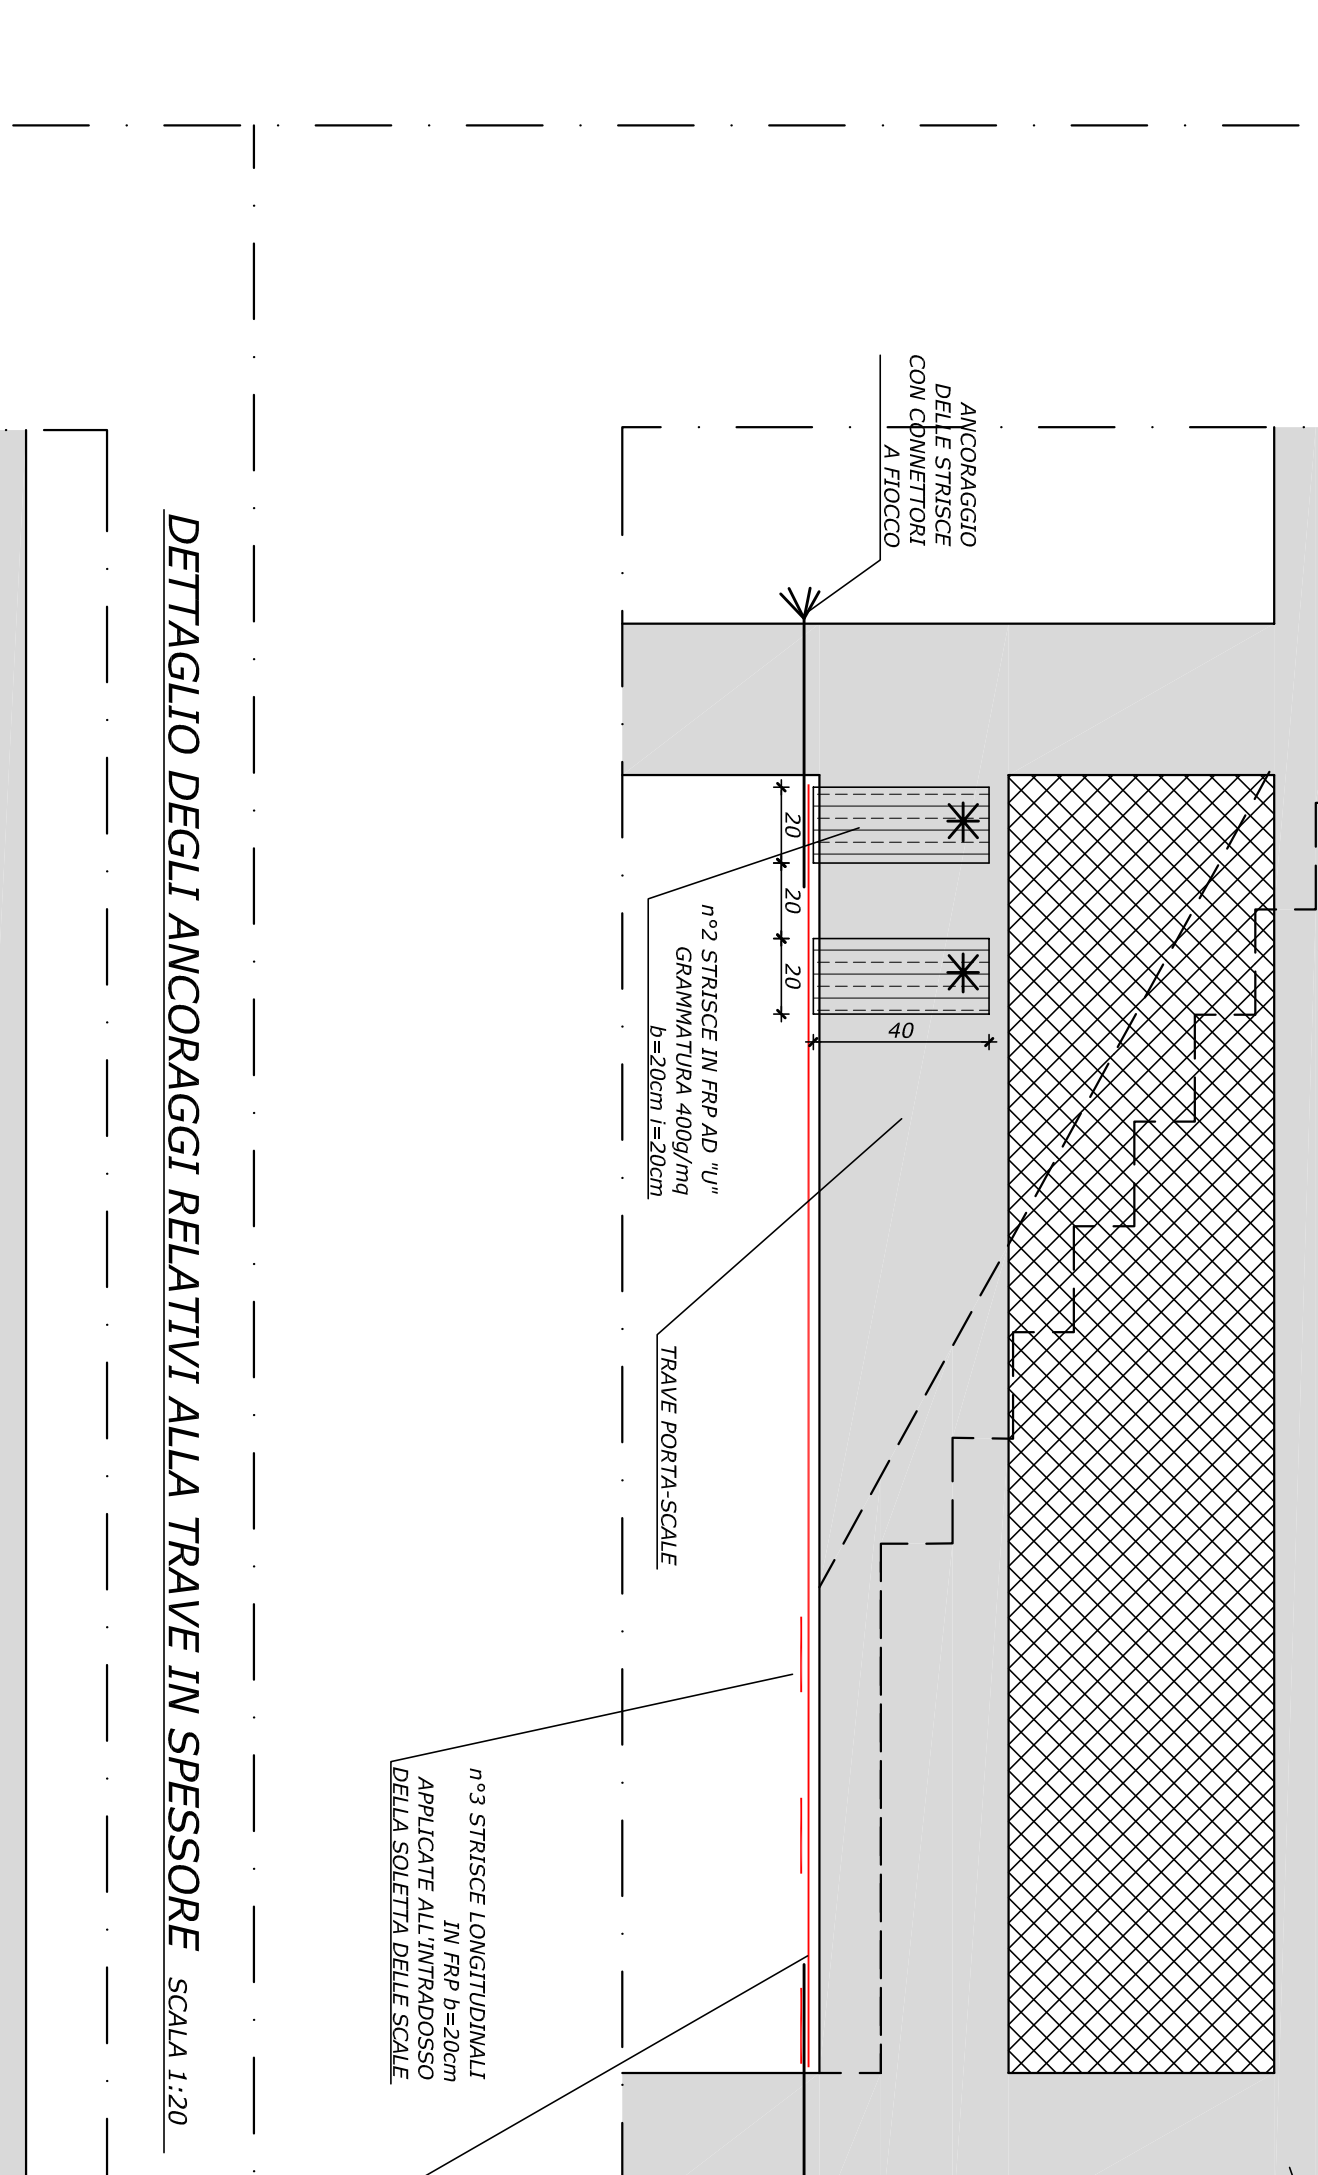 ANCORAGGIO
DELLE STRISCE
CON CONNETTORI
A FIOCCO
20
20
20
40
n°2 STRISCE IN FRP AD "U"
GRAMMATURA 400g/mq
b=20cm i=20cm
TRAVE PORTA-SCALE
n°3 STRISCE LONGITUDINALI
IN FRP b=20cm
APPLICATE ALL'INTRADOSSO
DELLA SOLETTA DELLE SCALE
DETTAGLIO DEGLI ANCORAGGI RELATIVI ALLA TRAVE IN SPESSORE SCALA 1:20